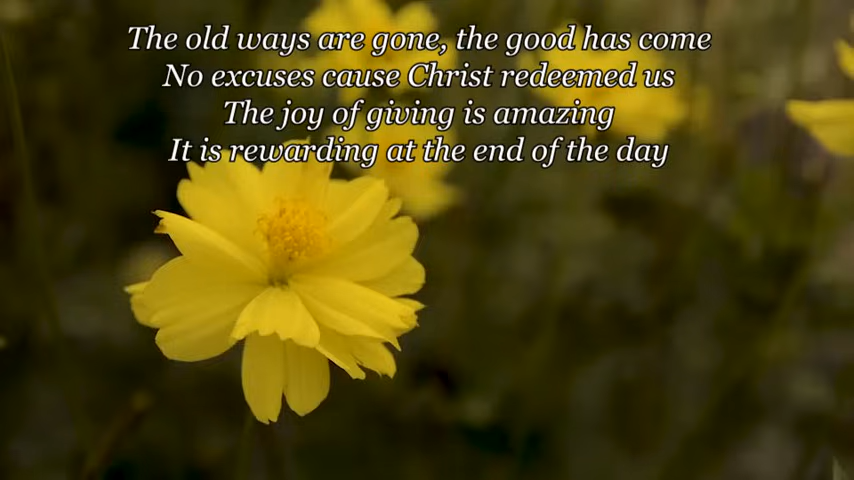 The old ways are gone, the good has come
No excuses cause Christ redeemed us
The joy of giving is amazing
It is rewarding at the end of the day